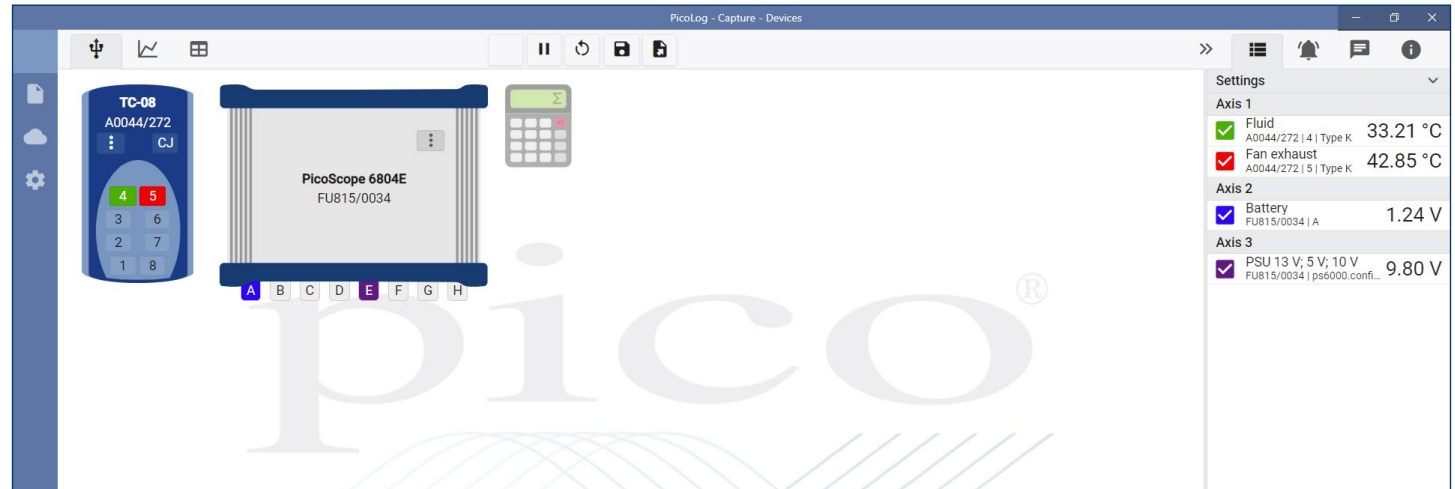 PicoLog - Capture - Devices
TC-08
A0044/272
CJ
4 5
3 6
2 7
1 8
PicoScope 6804E
FU815/0034
A B C D E F G H
Σ
Settings
Axis 1
Fluid
A0044/272 | 4 | Type K 33.21 °C
Fan exhaust
A0044/272 | 5 | Type K 42.85 °C
Axis 2
Battery
FU815/0034 | A 1.24 V
Axis 3
PSU 13 V; 5 V; 10 V
FU815/0034 | ps6000.confi... 9.80 V
pico®